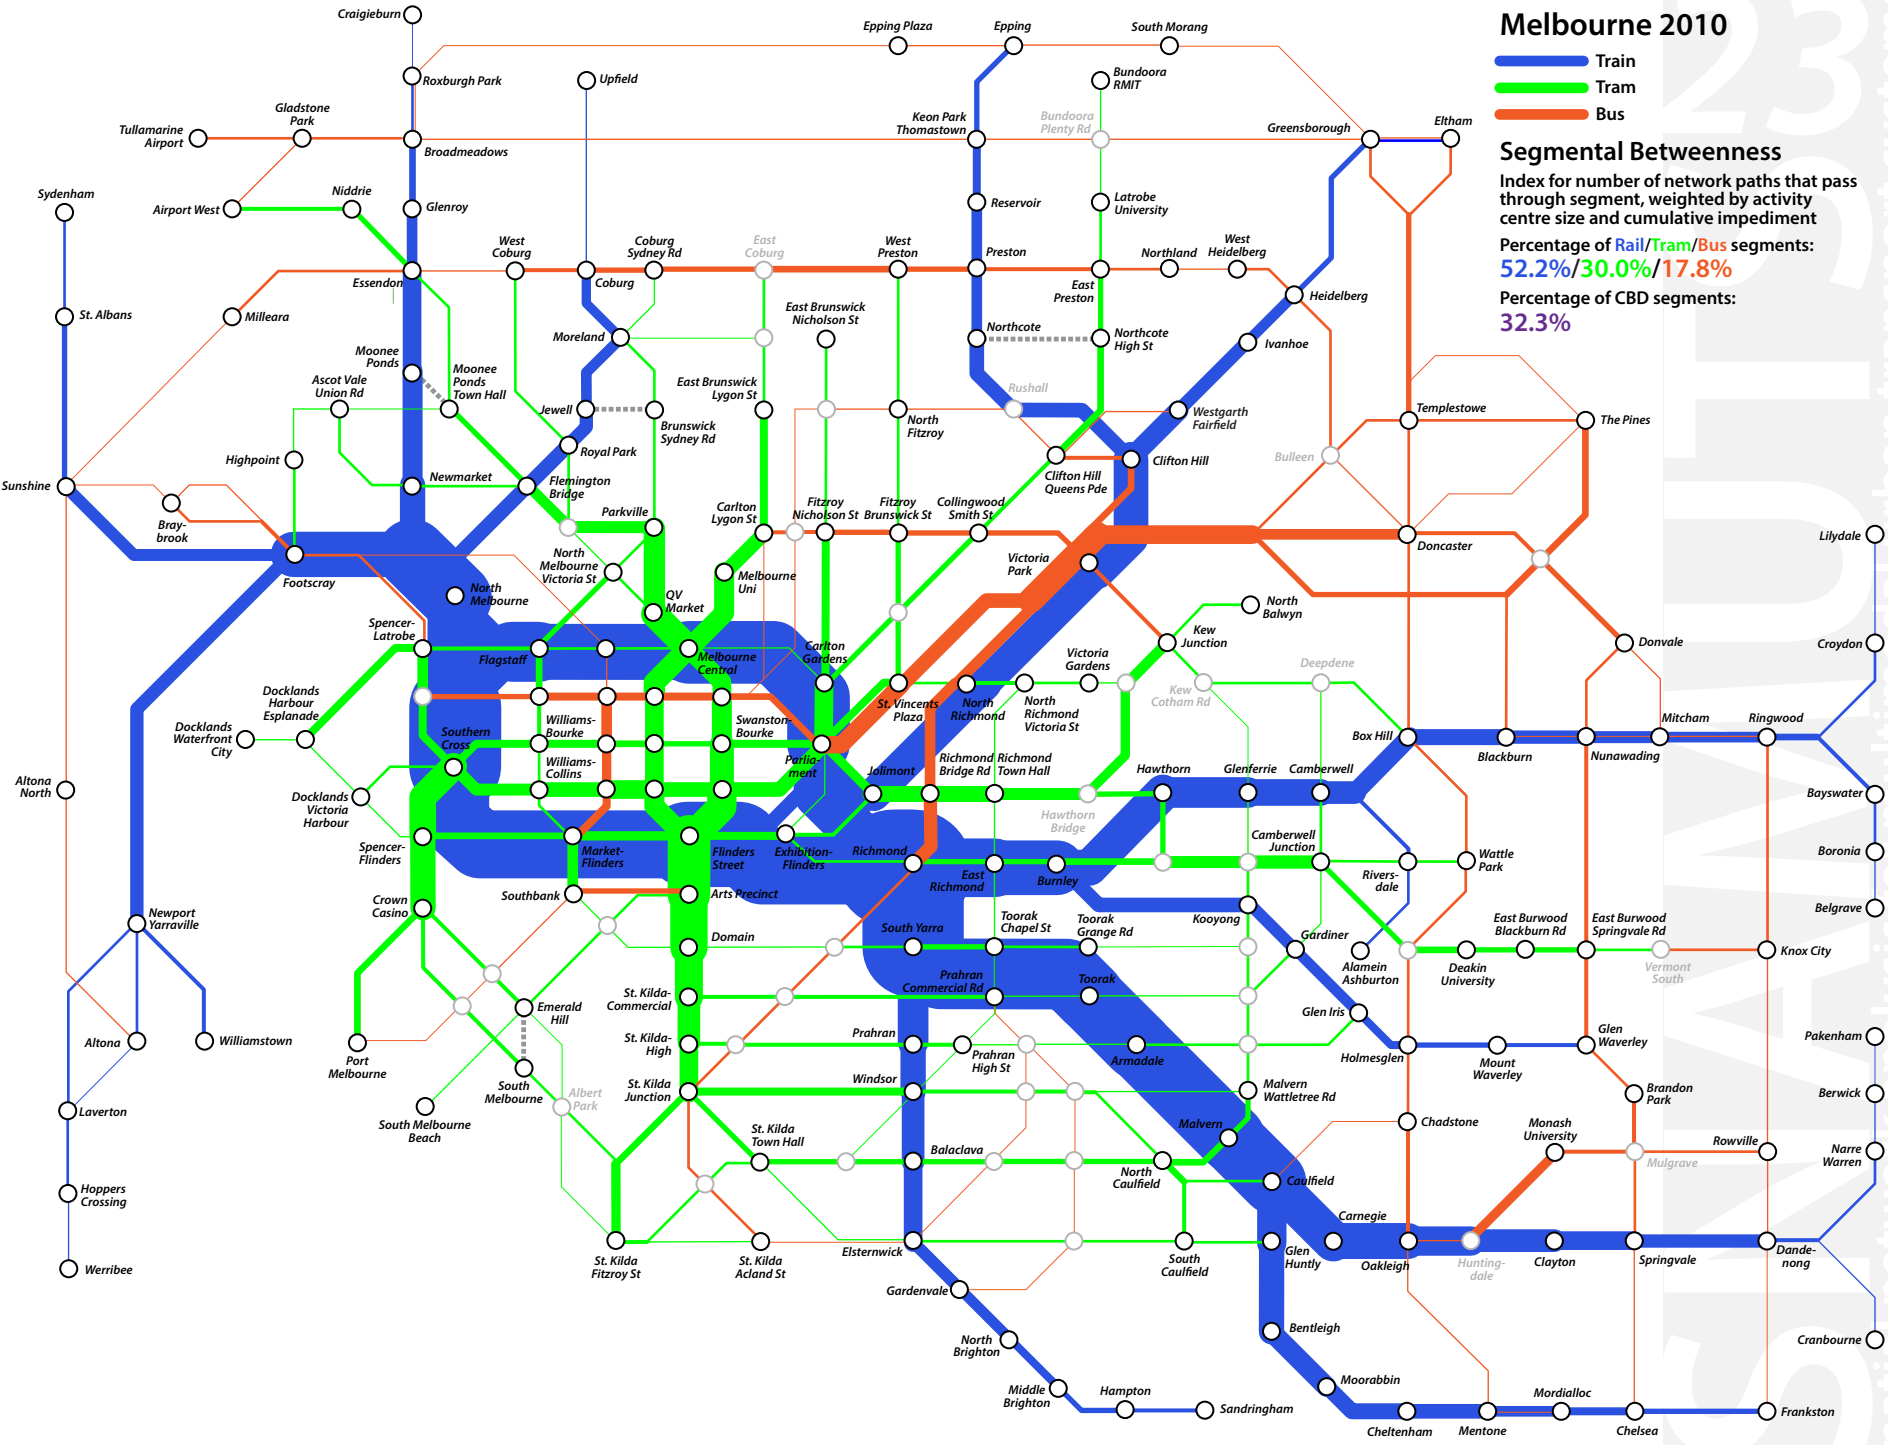 Melbourne 2010
Train
Tram
Bus
Segmental Betweenness
Index for number of network paths that pass
through segment, weighted by activity
centre size and cumulative impediment
Percentage of Rail/Tram/Bus segments:
52.2%/30.0%/17.8%
Percentage of CBD segments:
32.3%
23
SNAMUTS
Craigieburn
Epping Plaza
Epping
South Morang
Roxburgh Park
Upfield
Bundoora
RMIT
Gladstone
Park
Tullamarine
Airport
Broadmeadows
Keon Park
Thomastown
Bundoora
Plenty Rd
Greensborough
Eltham
Sydenham
Niddrie
Airport West
Glenroy
Reservoir
Latrobe
University
West
Coburg
Coburg
Sydney Rd
East
Coburg
West
Preston
Preston
Northland
West
Heidelberg
Essendon
Coburg
East
Preston
Heidelberg
St. Albans
Milleara
Moreland
East Brunswick
Nicholson St
Northcote
Northcote
High St
Ivanhoe
Moonee
Ponds
Moonee
Ponds
Town Hall
Ascot Vale
Union Rd
Jewell
Brunswick
Sydney Rd
East Brunswick
Lygon St
North
Fitzroy
Rushall
Westgarth
Fairfield
Templestowe
The Pines
Highpoint
Royal Park
Clifton Hill
Queens Pde
Clifton Hill
Bulleen
Sunshine
Newmarket
Flemington
Bridge
Bray-
brook
Parkville
Carlton
Lygon St
Fitzroy
Nicholson St
Fitzroy
Brunswick St
Collingwood
Smith St
Doncaster
Lilydale
Footscray
North
Melbourne
Victoria St
Melbourne
Uni
Victoria
Park
North
Melbourne
QV
Market
North
Balwyn
Spencer-
Latrobe
Flagstaff
Melbourne
Central
Carlton
Gardens
Victoria
Gardens
Kew
Junction
Deepdene
Donvale
Croydon
Docklands
Harbour
Esplanade
St. Vincents
Plaza
North
Richmond
North
Richmond
Victoria St
Kew
Cotham Rd
Docklands
Waterfront
City
Southern
Cross
Williams-
Bourke
Swanston-
Bourke
Parlia-
ment
Box Hill
Blackburn
Nunawading
Mitcham
Ringwood
Altona
North
Docklands
Victoria
Harbour
Williams-
Collins
Jolimont
Richmond
Bridge Rd
Richmond
Town Hall
Hawthorn
Bridge
Hawthorn
Glenferrie
Camberwell
Bayswater
Spencer-
Flinders
Market-
Flinders
Flinders
Street
Exhibition-
Flinders
Richmond
East
Richmond
Burnley
Camberwell
Junction
Rivers-
dale
Wattle
Park
Boronia
Crown
Casino
Southbank
Arts Precinct
Kooyong
Belgrave
Newport
Yarraville
Domain
South Yarra
Toorak
Chapel St
Toorak
Grange Rd
Gardiner
Alamein
Ashburton
Deakin
University
East Burwood
Blackburn Rd
East Burwood
Springvale Rd
Vermont
South
Knox City
St. Kilda-
Commercial
Prahran
Commercial Rd
Toorak
Emerald
Hill
Glen Iris
Altona
Williamstown
Port
Melbourne
St. Kilda-
High
Prahran
Prahran
High St
Armadale
Holmesglen
Mount
Waverley
Glen
Waverley
Pakenham
Laverton
South Melbourne
Beach
South
Melbourne
Albert
Park
St. Kilda
Junction
Windsor
Malvern
Wattletree Rd
Brandon
Park
Berwick
St. Kilda
Town Hall
Balaclava
North
Caulfield
Malvern
Chadstone
Monash
University
Mulgrave
Rowville
Narre
Warren
Hoppers
Crossing
Caulfield
Werribee
St. Kilda
Fitzroy St
St. Kilda
Acland St
Elsternwick
South
Caulfield
Glen
Huntly
Carnegie
Oakleigh
Hunting-
dale
Clayton
Springvale
Dande-
nong
Gardenvale
North
Brighton
Bentleigh
Cranbourne
Middle
Brighton
Hampton
Sandringham
Moorabbin
Cheltenham
Mentone
Mordialloc
Chelsea
Frankston